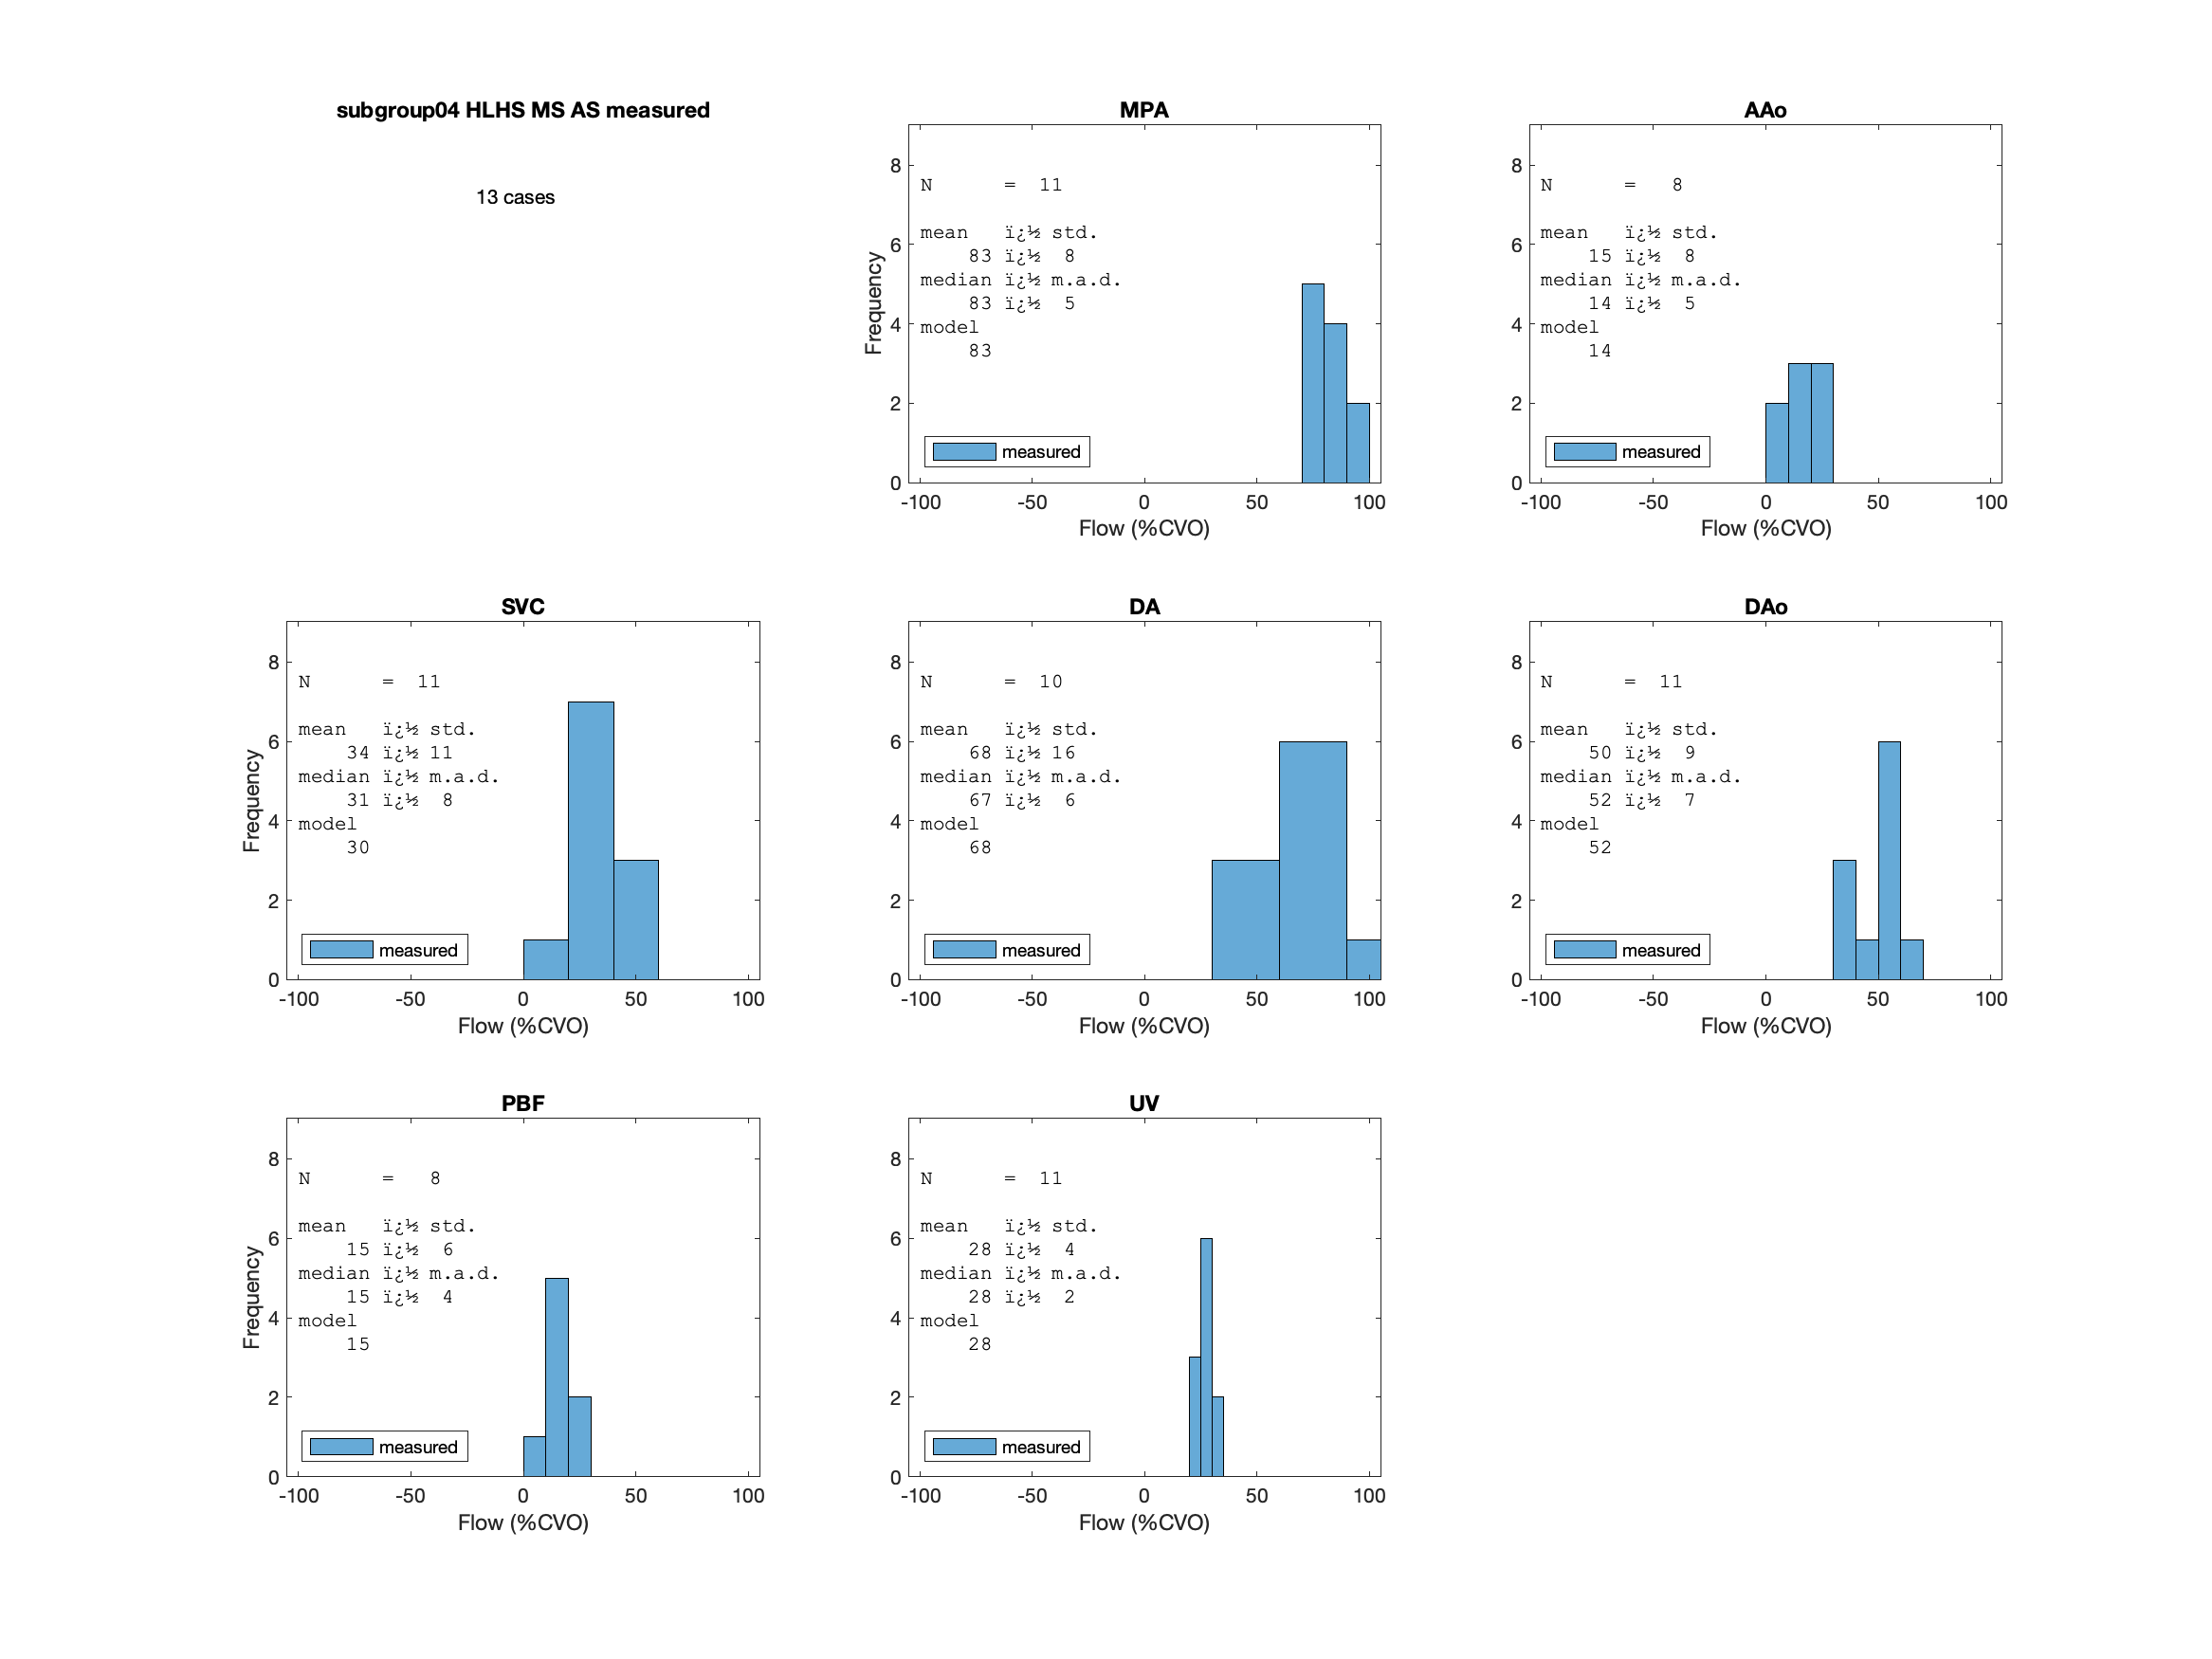 subgroup04 HLHS MS AS measured
13 cases
MPA
N = 11
mean ï¿½ std.
83 ï¿½ 8
median ï¿½ m.a.d.
83 ï¿½ 5
model
83
measured
Frequency
0
2
4
6
8
-100 -50 0 50 100
Flow (%CVO)
AAo
N = 8
mean ï¿½ std.
15 ï¿½ 8
median ï¿½ m.a.d.
14 ï¿½ 5
model
14
measured
0
2
4
6
8
-100 -50 0 50 100
Flow (%CVO)
SVC
N = 11
mean ï¿½ std.
34 ï¿½ 11
median ï¿½ m.a.d.
31 ï¿½ 8
model
30
measured
Frequency
0
2
4
6
8
-100 -50 0 50 100
Flow (%CVO)
DA
N = 10
mean ï¿½ std.
68 ï¿½ 16
median ï¿½ m.a.d.
67 ï¿½ 6
model
68
measured
0
2
4
6
8
-100 -50 0 50 100
Flow (%CVO)
DAo
N = 11
mean ï¿½ std.
50 ï¿½ 9
median ï¿½ m.a.d.
52 ï¿½ 7
model
52
measured
0
2
4
6
8
-100 -50 0 50 100
Flow (%CVO)
PBF
N = 8
mean ï¿½ std.
15 ï¿½ 6
median ï¿½ m.a.d.
15 ï¿½ 4
model
15
measured
Frequency
0
2
4
6
8
-100 -50 0 50 100
Flow (%CVO)
UV
N = 11
mean ï¿½ std.
28 ï¿½ 4
median ï¿½ m.a.d.
28 ï¿½ 2
model
28
measured
0
2
4
6
8
-100 -50 0 50 100
Flow (%CVO)